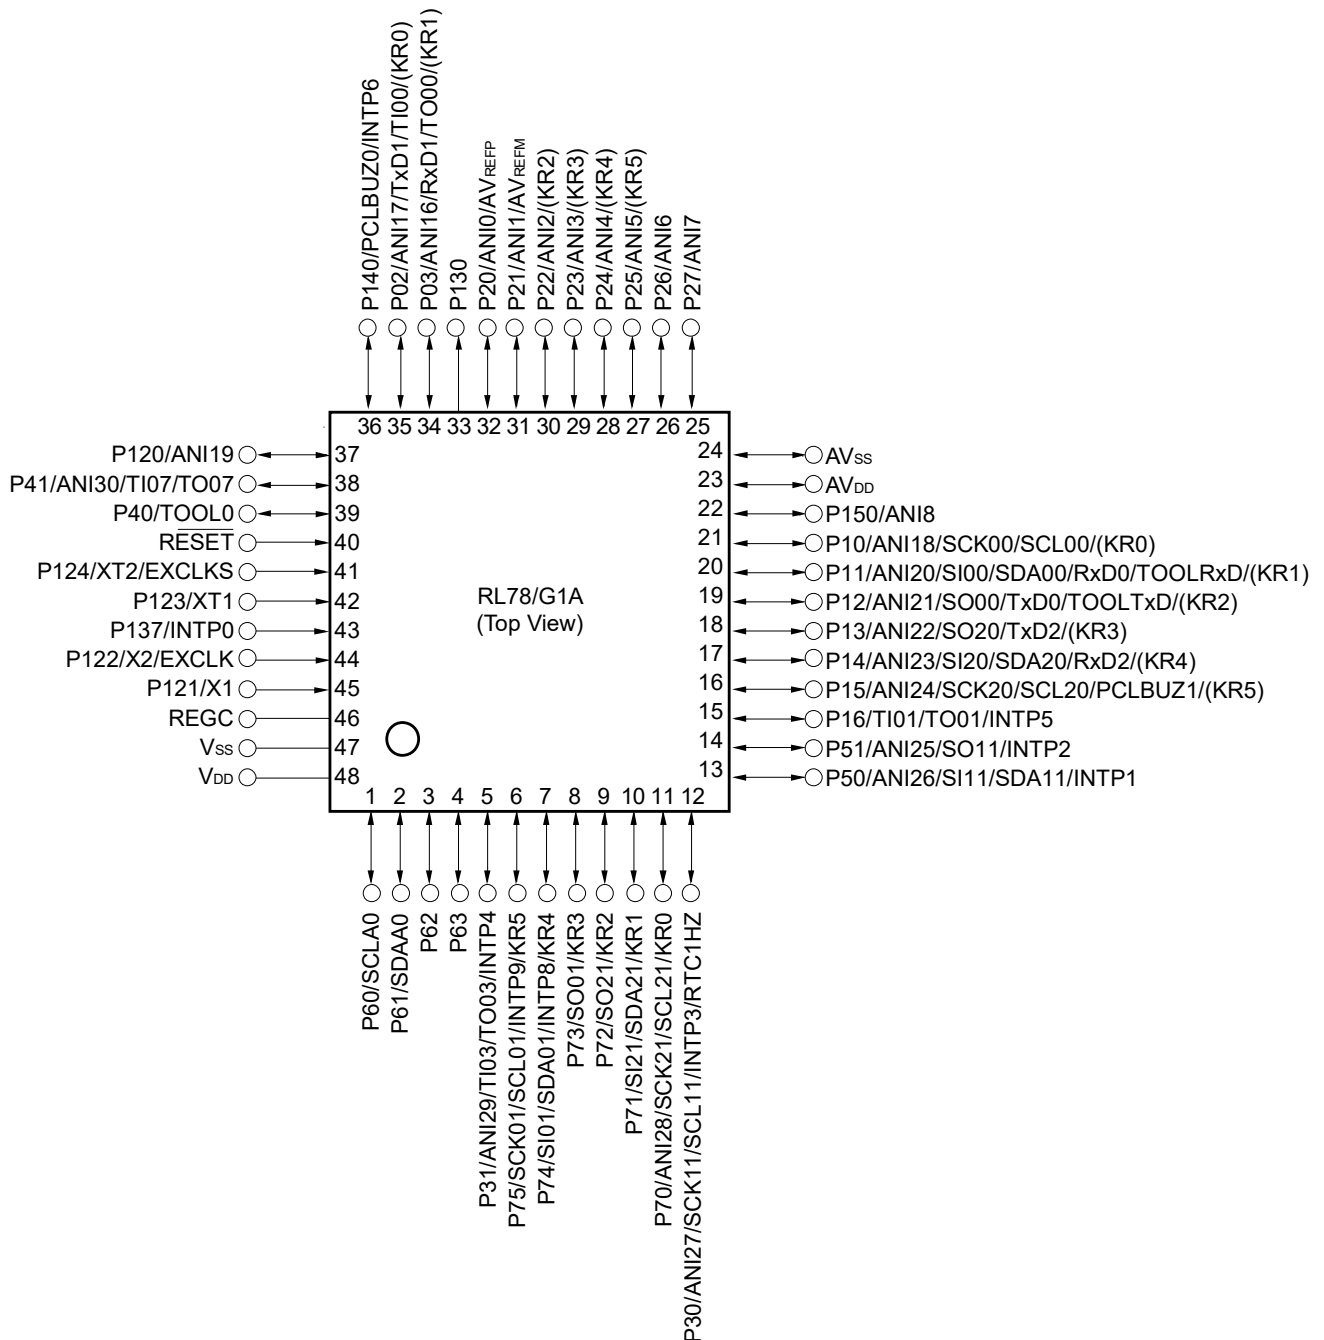 P140/PCLBUZ0/INTP6
P02/ANI17/TxD1/TI00/(KR0)
P03/ANI16/RxD1/TO00/(KR1)
P130
P20/ANI0/AVREFP
P21/ANI1/AVREFM
P22/ANI2/(KR2)
P23/ANI3/(KR3)
P24/ANI4/(KR4)
P25/ANI5/(KR5)
P26/ANI6
P27/ANI7
36 35 34 33 32 31 30 29 28 27 26 25
P120/ANI19 37
P41/ANI30/TI07/TO07 38
P40/TOOL0 39
RESET 40
P124/XT2/EXCLKS 41
P123/XT1 42
P137/INTP0 43
P122/X2/EXCLK 44
P121/X1 45
REGC 46
VSS 47
VDD 48
RL78/G1A
(Top View)
24 AVSS
23 AVDD
22 P150/ANI8
21 P10/ANI18/SCK00/SCL00/(KR0)
20 P11/ANI20/SI00/SDA00/RxD0/TOOLRxD/(KR1)
19 P12/ANI21/SO00/TxD0/TOOLTxD/(KR2)
18 P13/ANI22/SO20/TxD2/(KR3)
17 P14/ANI23/SI20/SDA20/RxD2/(KR4)
16 P15/ANI24/SCK20/SCL20/PCLBUZ1/(KR5)
15 P16/TI01/TO01/INTP5
14 P51/ANI25/SO11/INTP2
13 P50/ANI26/SI11/SDA11/INTP1
1 2 3 4 5 6 7 8 9 10 11 12
P60/SCLA0
P61/SDAA0
P62
P63
P31/ANI29/TI03/TO03/INTP4
P75/SCK01/SCL01/INTP9/KR5
P74/SI01/SDA01/INTP8/KR4
P73/SO01/KR3
P72/SO21/KR2
P71/SI21/SDA21/KR1
P70/ANI28/SCK21/SCL21/KR0
P30/ANI27/SCK11/SCL11/INTP3/RTC1HZ